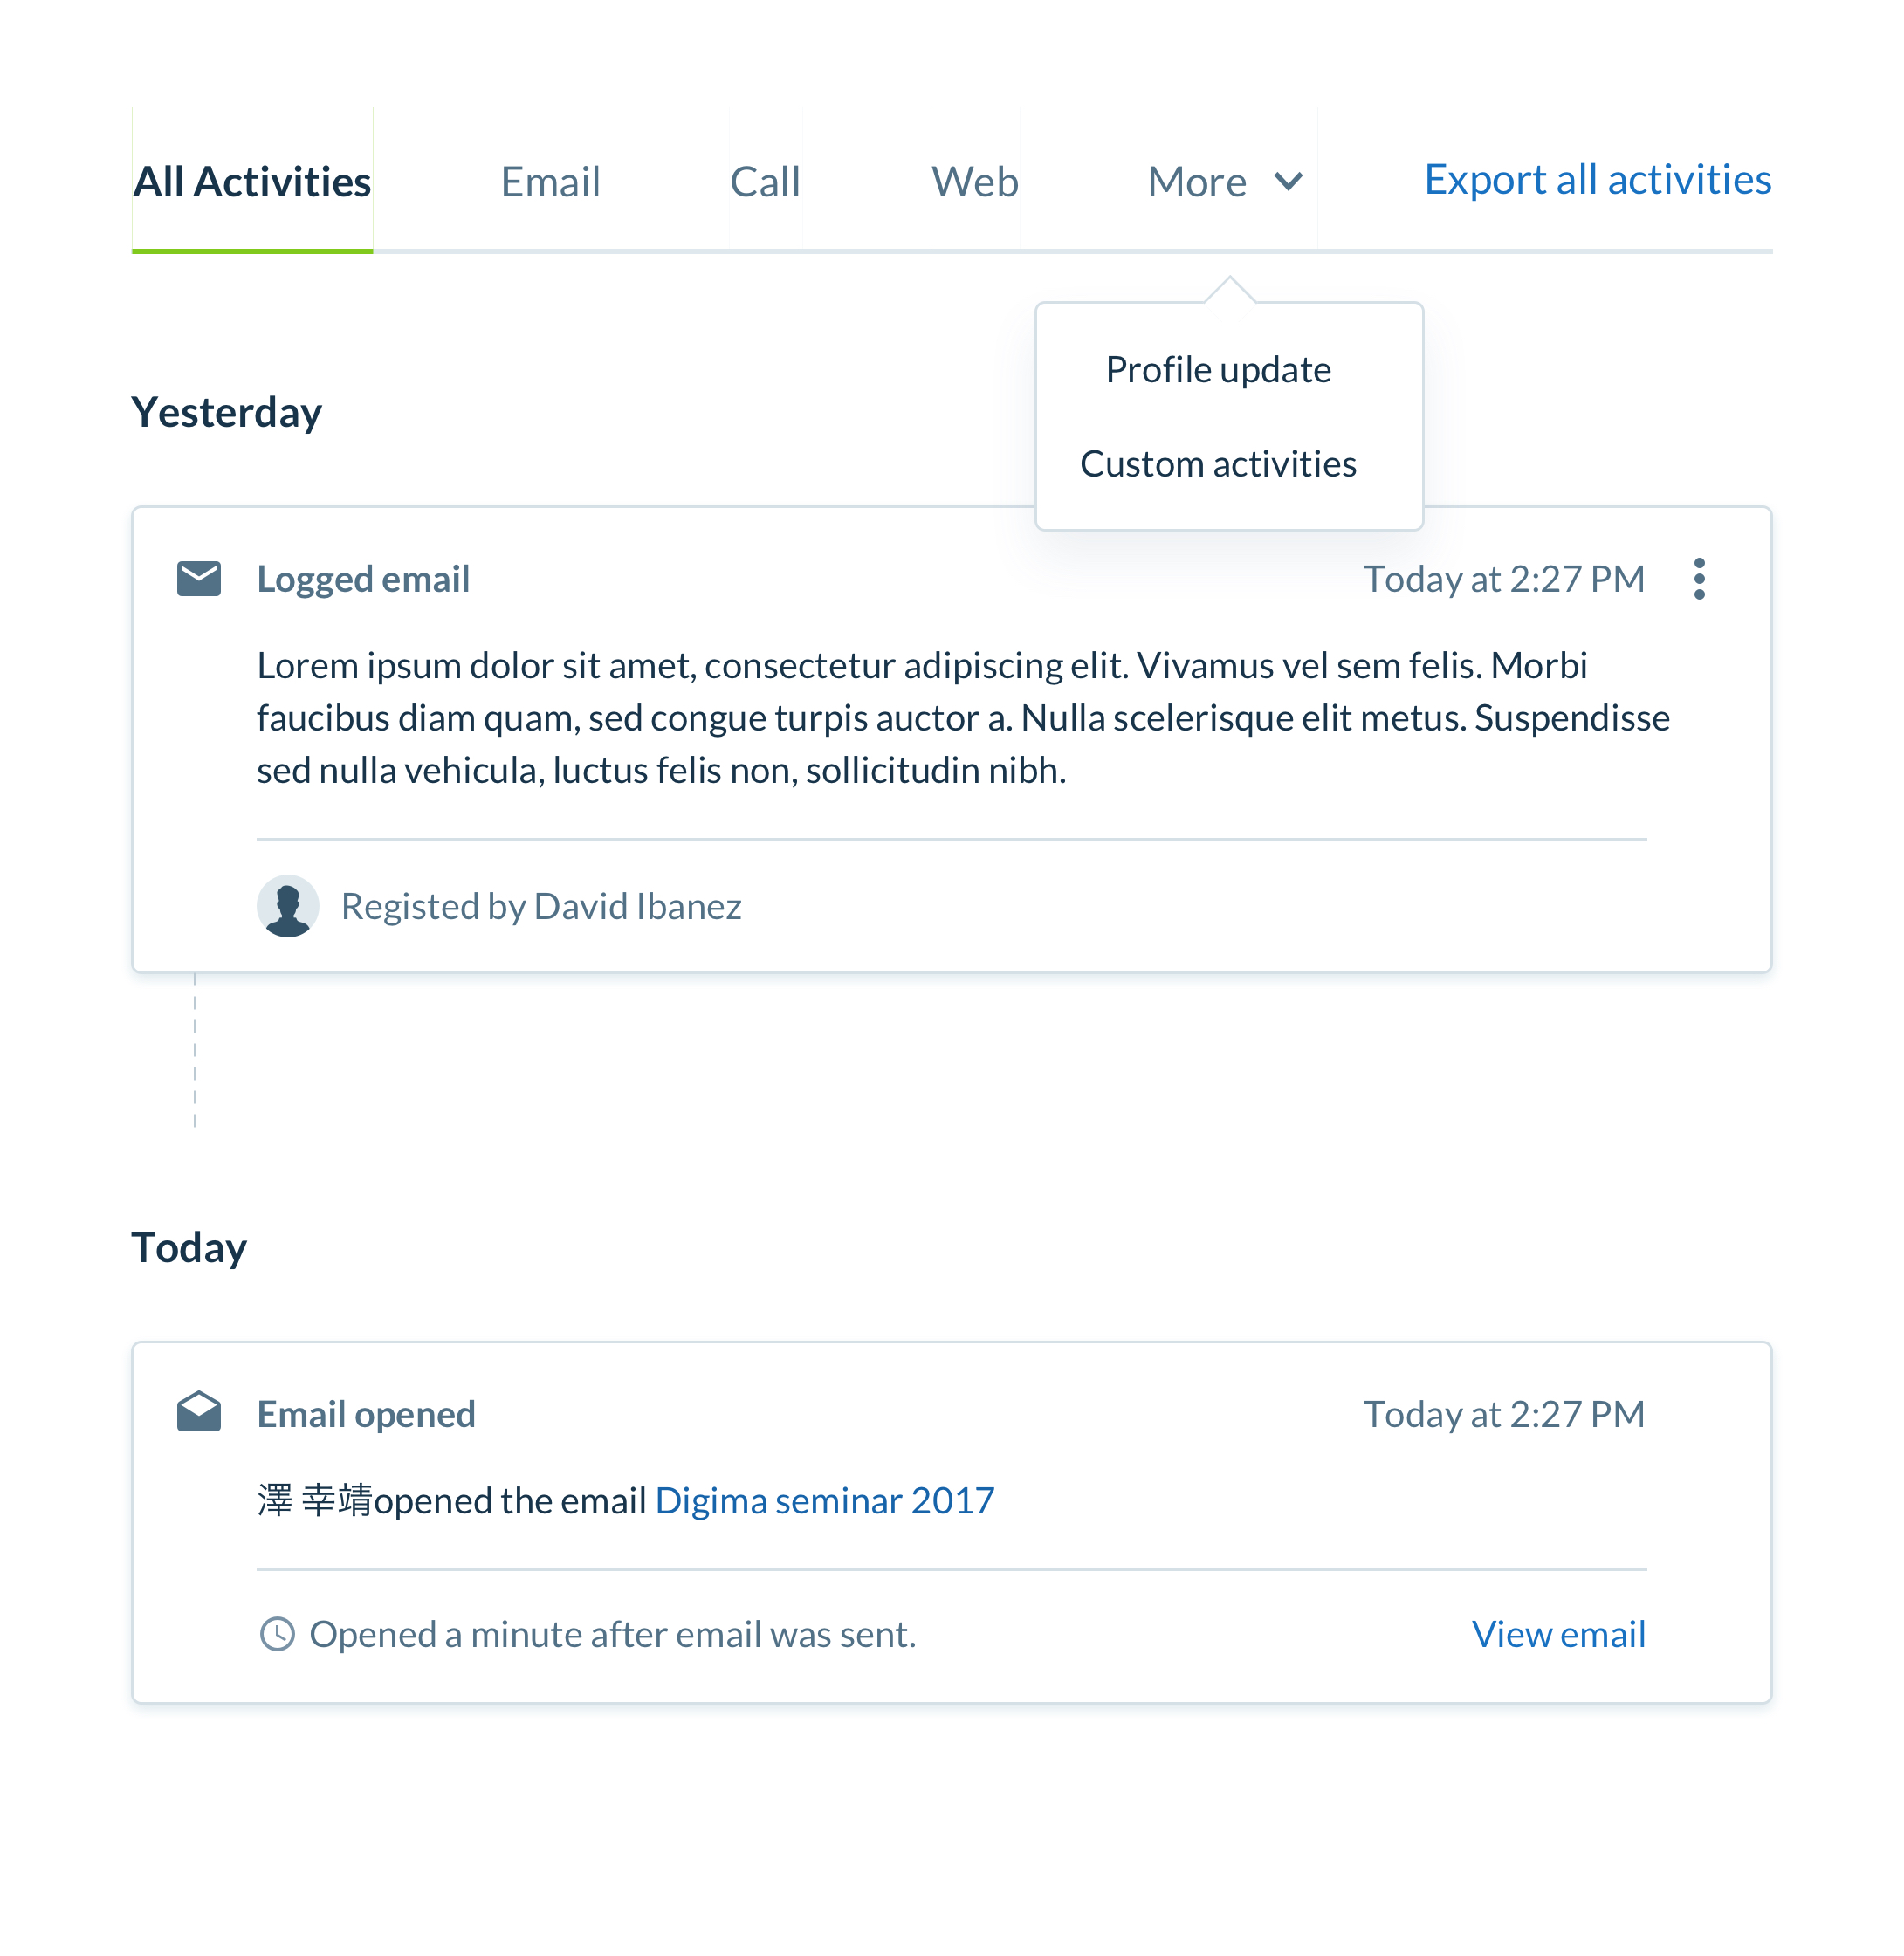 All Activities Email Call Web More Export all activities
Profile update
Custom activities
Yesterday
Logged email Today at 2:27 PM
Lorem ipsum dolor sit amet, consectetur adipiscing elit. Vivamus vel sem felis. Morbi
faucibus diam quam, sed congue turpis auctor a. Nulla scelerisque elit metus. Suspendisse
sed nulla vehicula, luctus felis non, sollicitudin nibh.
Registed by David Ibanez
Today
Email opened Today at 2:27 PM
澤 幸靖opened the email Digima seminar 2017
Opened a minute after email was sent. View email